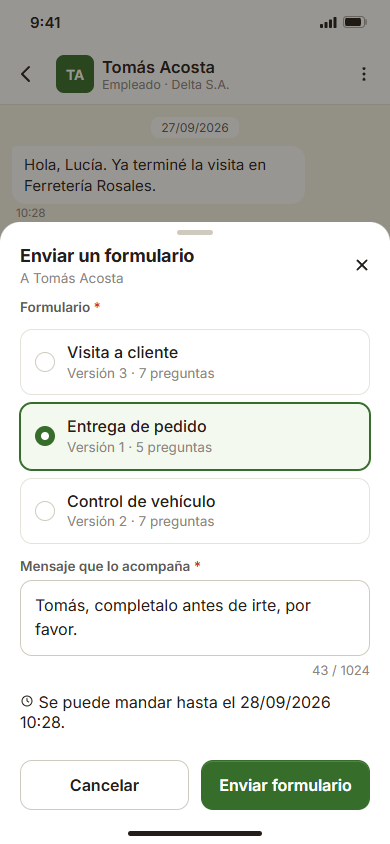 9:41
TA
Tomás Acosta
Empleado · Delta S.A.
27/09/2026
Hola, Lucía. Ya terminé la visita en
Ferretería Rosales.
10:28
Enviar un formulario
A Tomás Acosta
Formulario *
Visita a cliente
Versión 3 · 7 preguntas
Entrega de pedido
Versión 1 · 5 preguntas
Control de vehículo
Versión 2 · 7 preguntas
Mensaje que lo acompaña *
Tomás, completalo antes de irte, por
favor.
43 / 1024
Se puede mandar hasta el 28/09/2026
10:28.
Cancelar
Enviar formulario